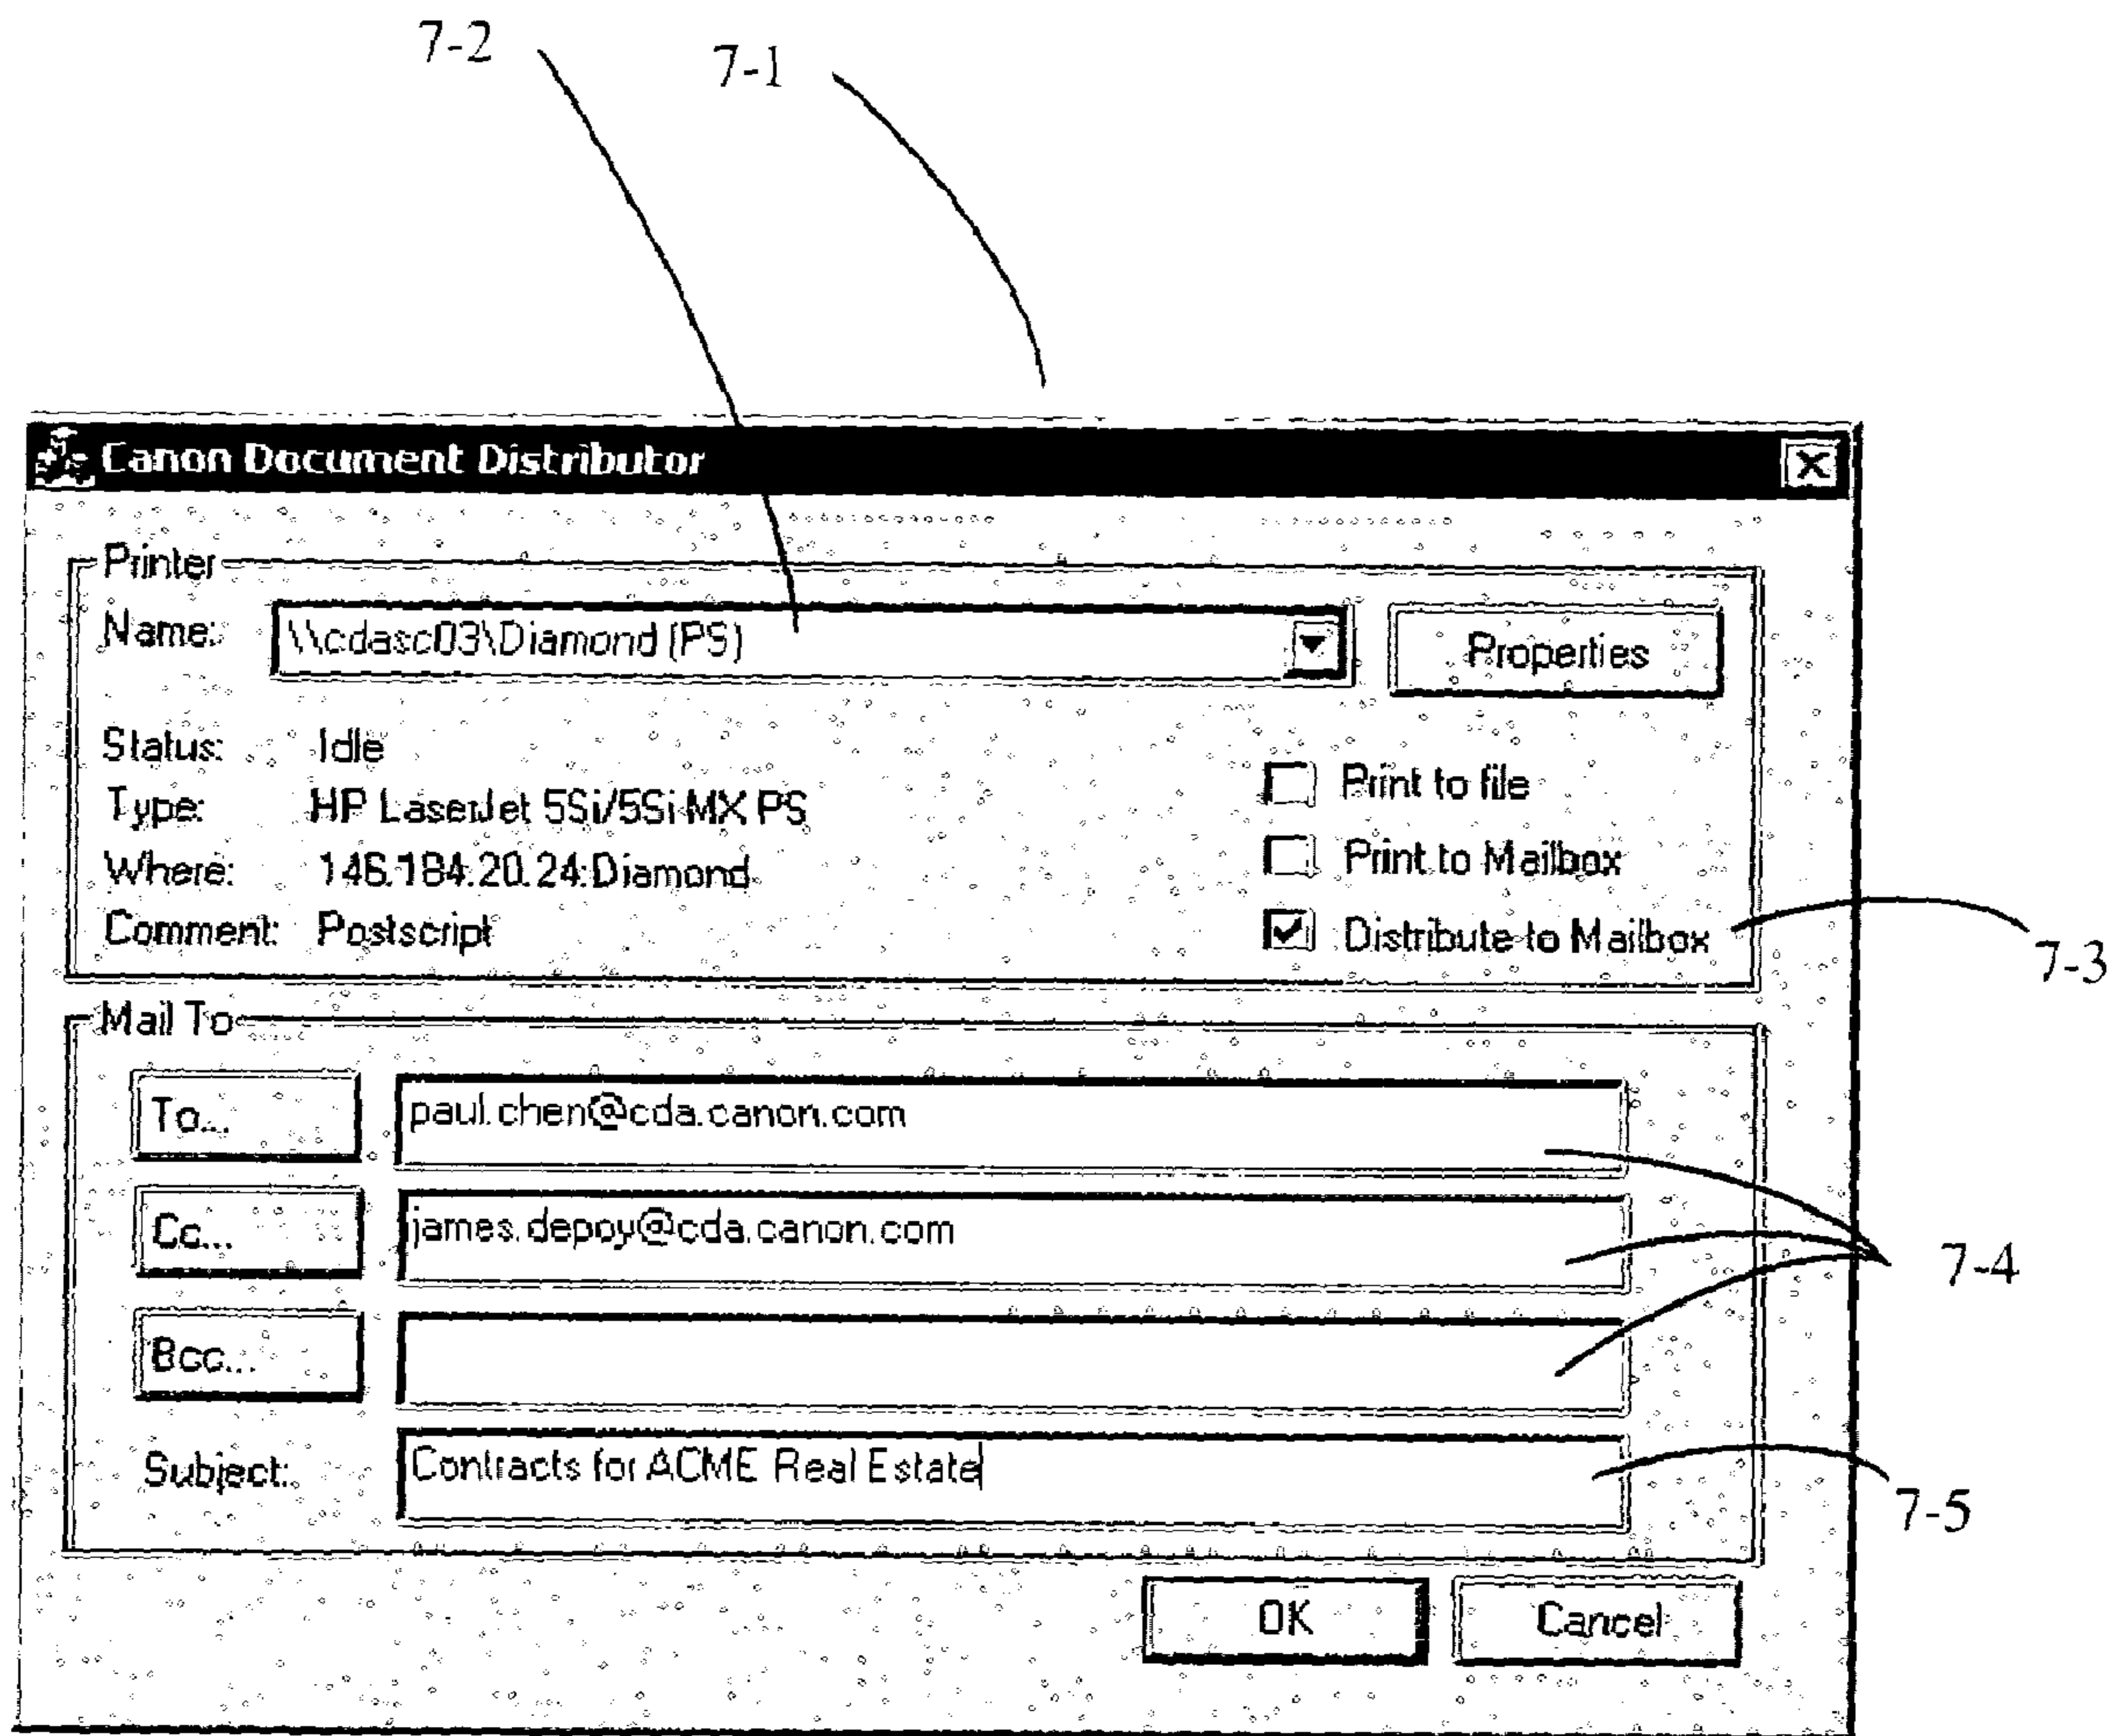 7-2
7-1
Canon Document Distributor
Printer
Name: \\cdasc03\Diamond (PS)
Properties
Status: Idle
Type: HP LaserJet 5Si/5Si MX PS
Where: 146.184.20.24:Diamond
Comment: Postscript
Print to file
Print to Mailbox
Distribute to Mailbox
7-3
Mail To
To... paul.chen@cda.canon.com
Cc... james.depoy@cda.canon.com
7-4
Bcc...
Subject: Contracts for ACME Real Estate
7-5
OK
Cancel